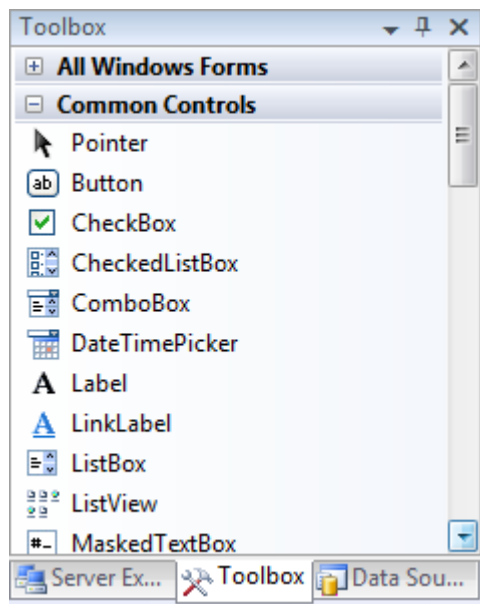 Toolbox
All Windows Forms
Common Controls
Pointer
ab Button
CheckBox
CheckedListBox
ComboBox
DateTimePicker
A Label
A LinkLabel
ListBox
ListView
#- MaskedTextBox
Server Ex... Toolbox Data Sou...